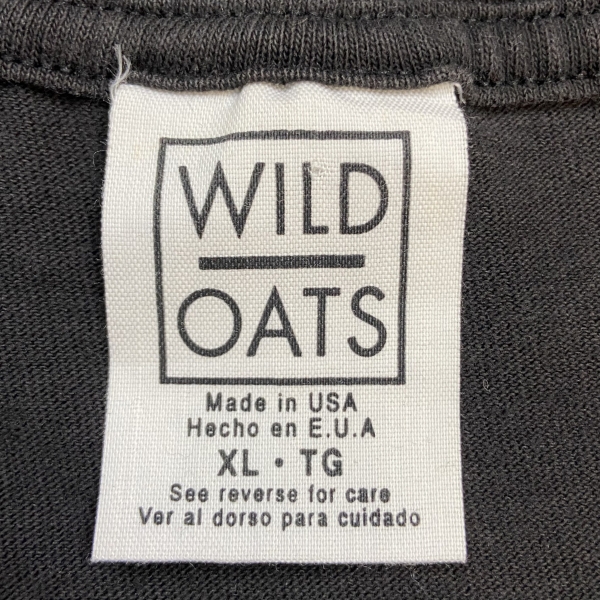 WILD
OATS
Made in USA
Hecho en E.U.A
XL • TG
See reverse for care
Ver al dorso para cuidado